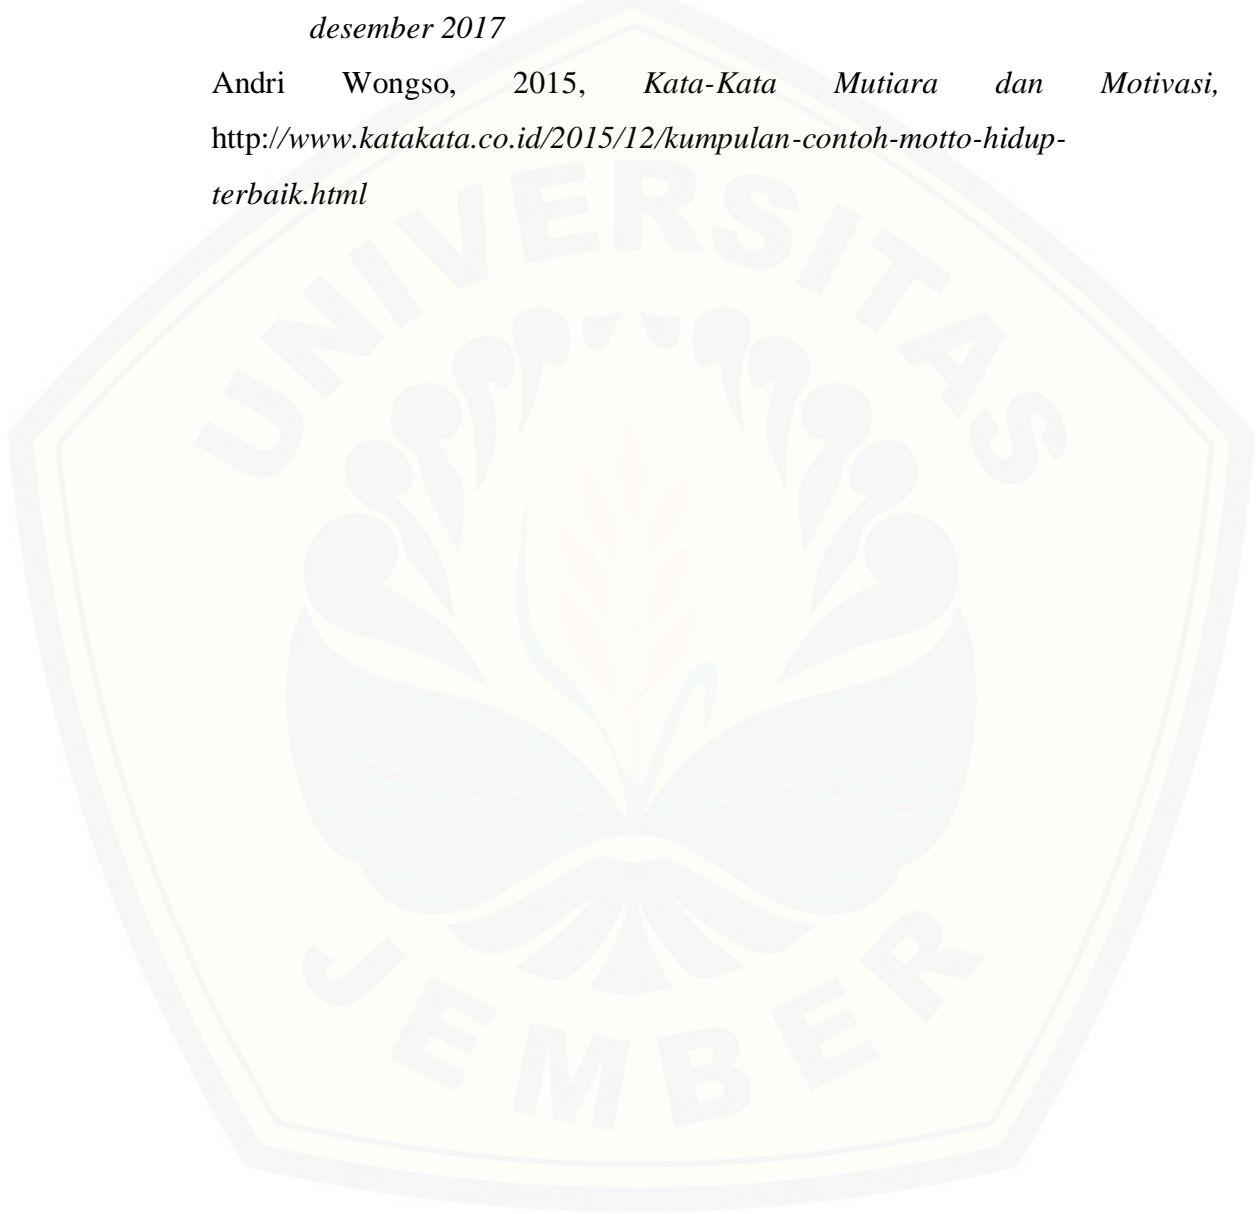 desember 2017
Andri Wongso, 2015, Kata-Kata Mutiara dan Motivasi,
http://www.katakata.co.id/2015/12/kumpulan-contoh-motto-hidup-
terbaik.html
UNIVERSITAS
JEMBER